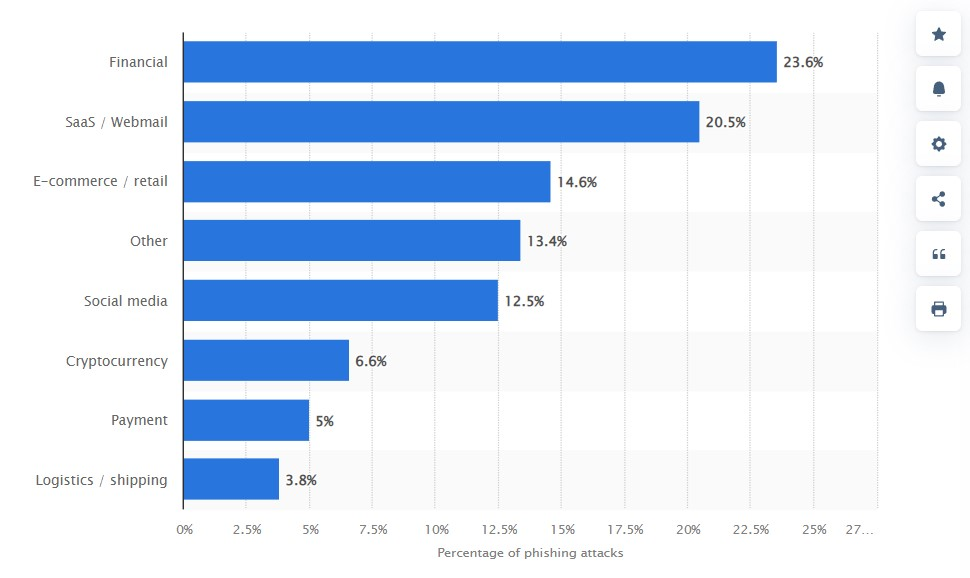 Financial 23.6%
SaaS / Webmail 20.5%
E-commerce / retail 14.6%
Other 13.4%
Social media 12.5%
Cryptocurrency 6.6%
Payment 5%
Logistics / shipping 3.8%
0% 2.5% 5% 7.5% 10% 12.5% 15% 17.5% 20% 22.5% 25% 27...
Percentage of phishing attacks